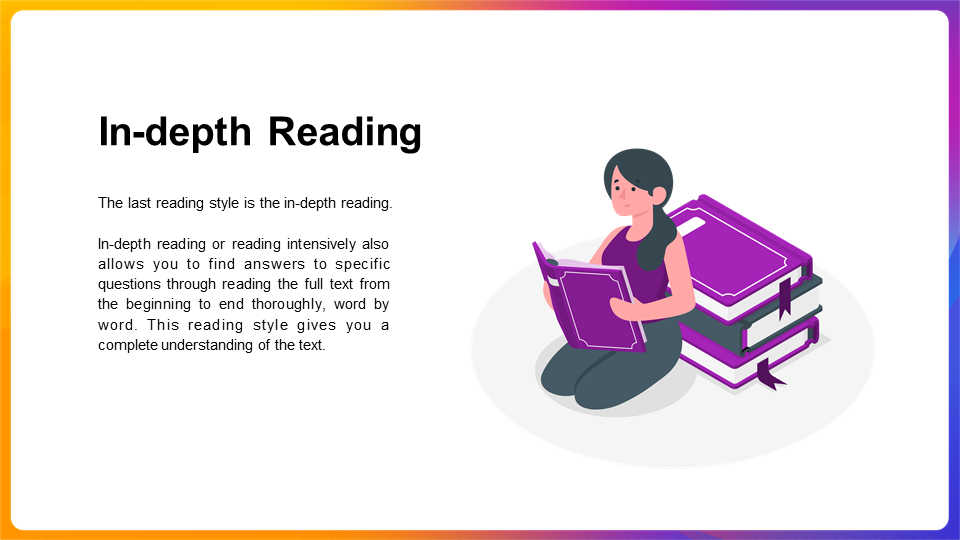 In-depth Reading
The last reading style is the in-depth reading.
In-depth reading or reading intensively also
allows you to find answers to specific
questions through reading the full text from
the beginning to end thoroughly, word by
word. This reading style gives you a
complete understanding of the text.